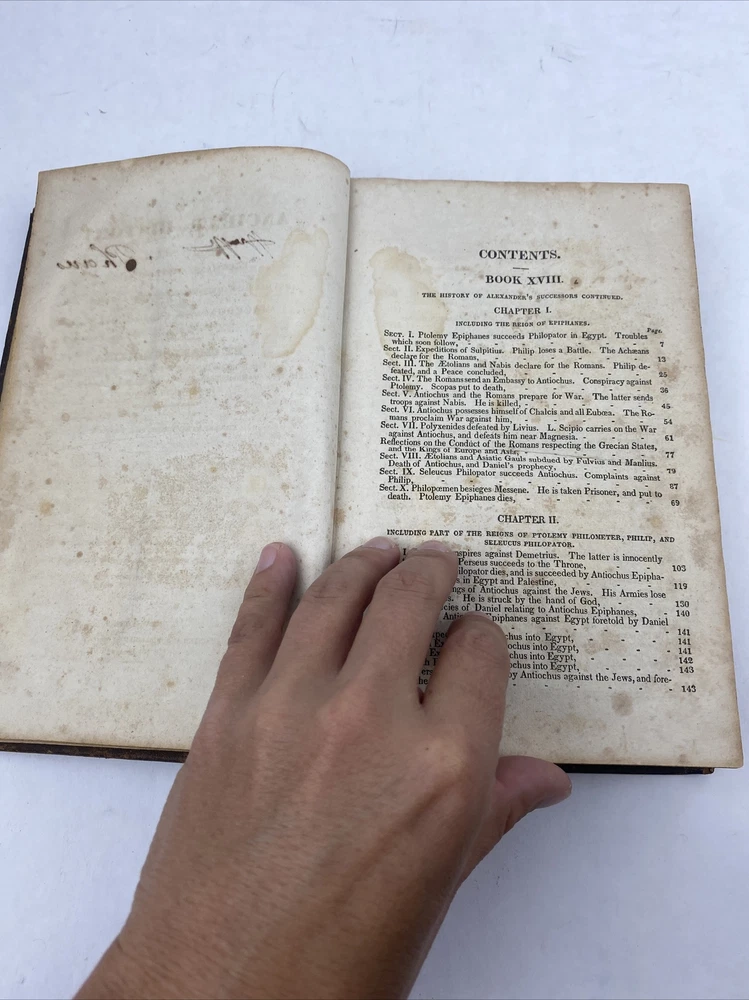 CONTENTS.
BOOK XVIII.
THE HISTORY OF ALEXANDER'S SUCCESSORS CONTINUED.
CHAPTER I.
INCLUDING THE REIGN OF EPIPHANES.
Page.
SECT. I. Ptolemy Epiphanes succeeds Philopator in Egypt. Troubles
which soon follow, - - - - - - 7
Sect. II. Expeditions of Sulpitius. Philip loses a Battle. The Achæans
declare for the Romans, - - - - - 13
Sect. III. The Ætolians and Nabis declare for the Romans. Philip de-
feated, and a Peace concluded, - - - - 25
Sect. IV. The Romans send an Embassy to Antiochus. Conspiracy against
Ptolemy. Scopas put to death, - - - - 36
Sect. V. Antiochus and the Romans prepare for War. The latter sends
troops against Nabis. He is killed, - - - - 45
Sect. VI. Antiochus possesses himself of Chalcis and all Eubœa. The Ro-
mans proclaim War against him, - - - - 54
Sect. VII. Polyxenides defeated by Livius. L. Scipio carries on the War
against Antiochus, and defeats him near Magnesia. - - - 61
Reflections on the Conduct of the Romans respecting the Grecian States,
and the Kings of Europe and Asia, - - - - 77
Sect. VIII. Ætolians and Asiatic Gauls subdued by Fulvius and Manlius.
Death of Antiochus, and Daniel's prophecy, - - - 79
Sect. IX. Seleucus Philopator succeeds Antiochus. Complaints against
Philip, - - - - - - 87
Sect. X. Philopœmen besieges Messene. He is taken Prisoner, and put to
death. Ptolemy Epiphanes dies, - - - - 69
CHAPTER II.
INCLUDING PART OF THE REIGNS OF PTOLEMY PHILOMETER, PHILIP, AND
SELEUCUS PHILOPATOR.
against Demetrius. The latter is innocently
Perseus succeeds to the Throne, - - 103
dies, and is succeeded by Antiochus Epipha-
in Egypt and Palestine, - - - 119
of Antiochus against the Jews. His Armies lose
He is struck by the hand of God, - - 130
of Daniel relating to Antiochus Epiphanes, - 140
Epiphanes against Egypt foretold by Daniel
- - - 141
into Egypt, - - - 141
into Egypt, - - - 141
into Egypt, - - - 142
into Egypt, - - - 143
by Antiochus against the Jews, and fore-
- - - 143